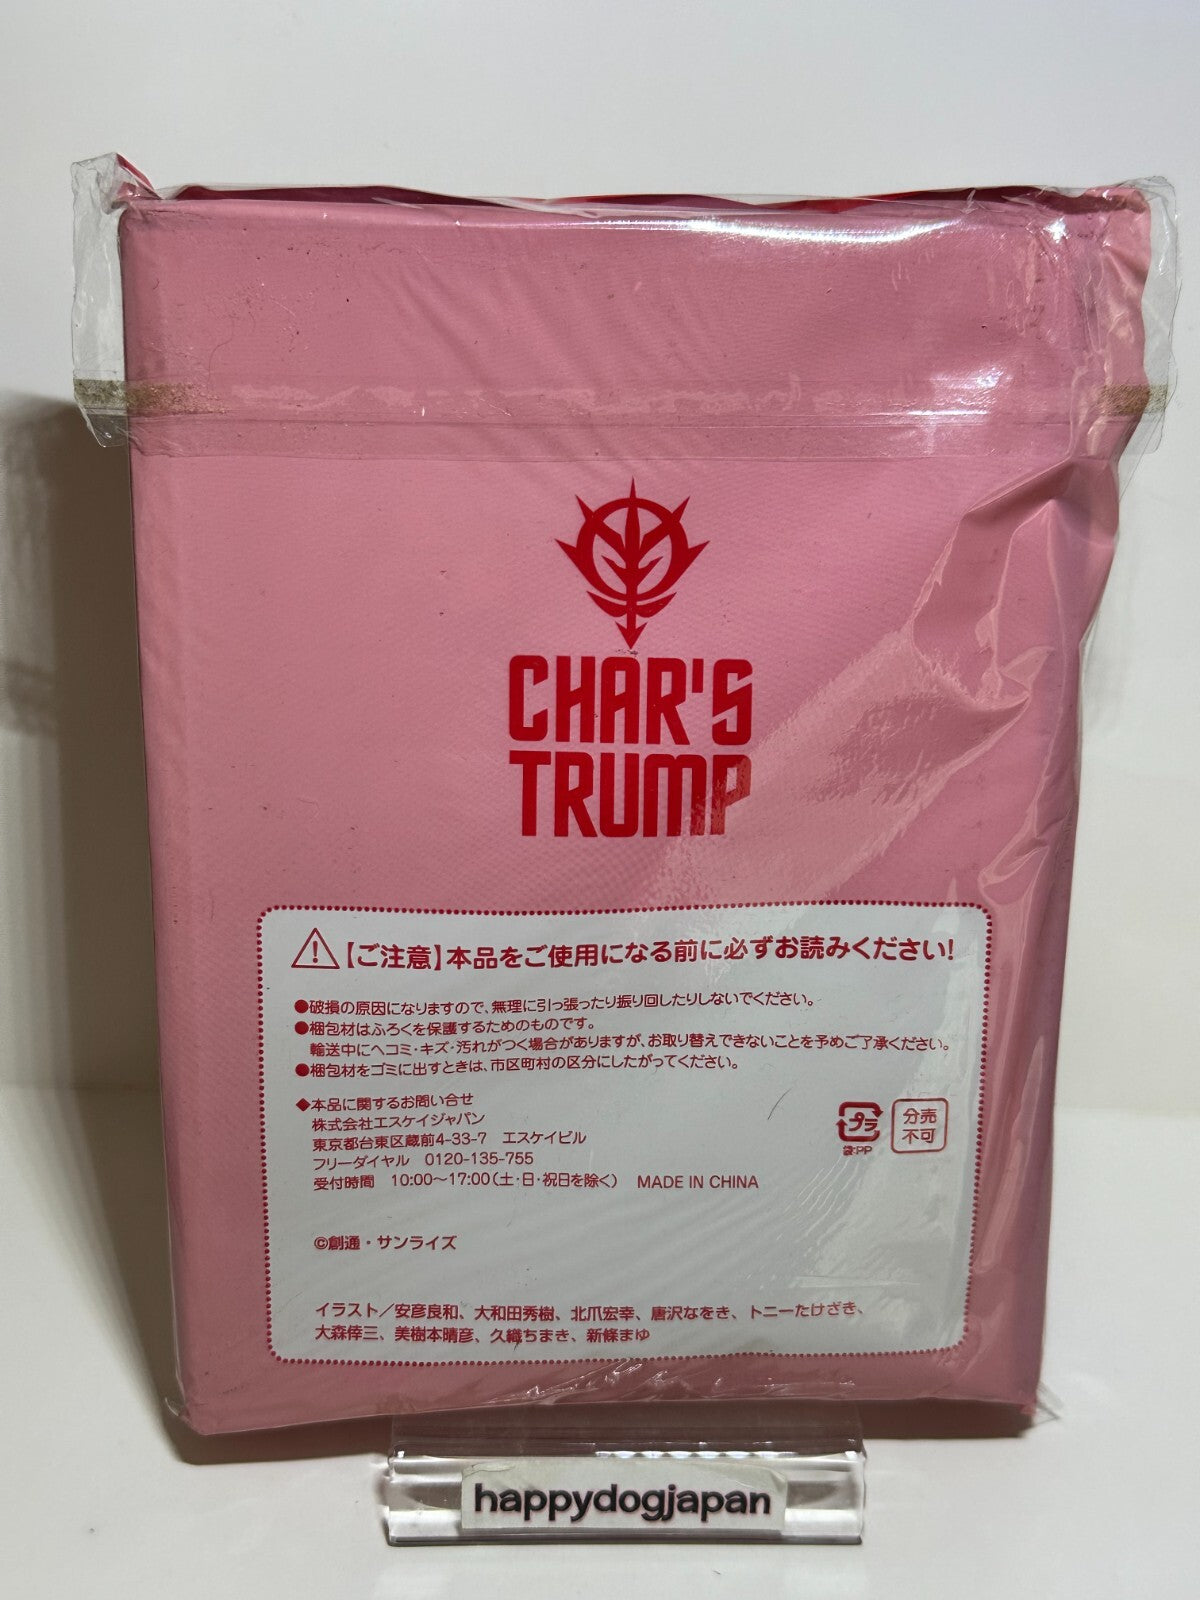 CHAR'S
TRUMP
【ご注意】本品をご使用になる前に必ずお読みください!
●破損の原因になりますので、無理に引っ張ったり振り回したりしないでください。
●梱包材はふろくを保護するためのものです。
輸送中にヘコミ・キズ・汚れがつく場合がありますが、お取り替えできないことを予めご了承ください。
●梱包材をゴミに出すときは、市区町村の区分にしたがってください。
◆本品に関するお問い合せ
株式会社エスケイジャパン
東京都台東区蔵前4-33-7 エスケイビル
フリーダイヤル 0120-135-755
受付時間 10:00〜17:00(土・日・祝日を除く) MADE IN CHINA
プラ
袋:PP
分売
不可
©創通・サンライズ
イラスト/安彦良和、大和田秀樹、北爪宏幸、唐沢なをき、トニーたけざき、
大森倖三、美樹本晴彦、久織ちまき、新條まゆ
happydogjapan